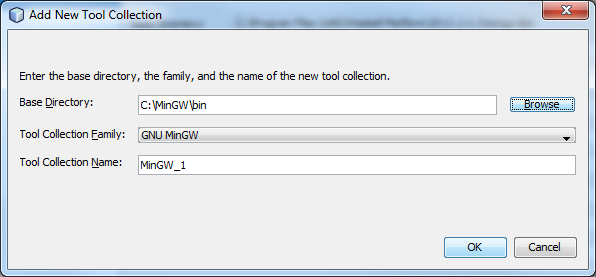 Add New Tool Collection
Enter the base directory, the family, and the name of the new tool collection.
Base Directory: C:\MinGW\bin Browse
Tool Collection Family: GNU MinGW
Tool Collection Name: MinGW_1
OK Cancel